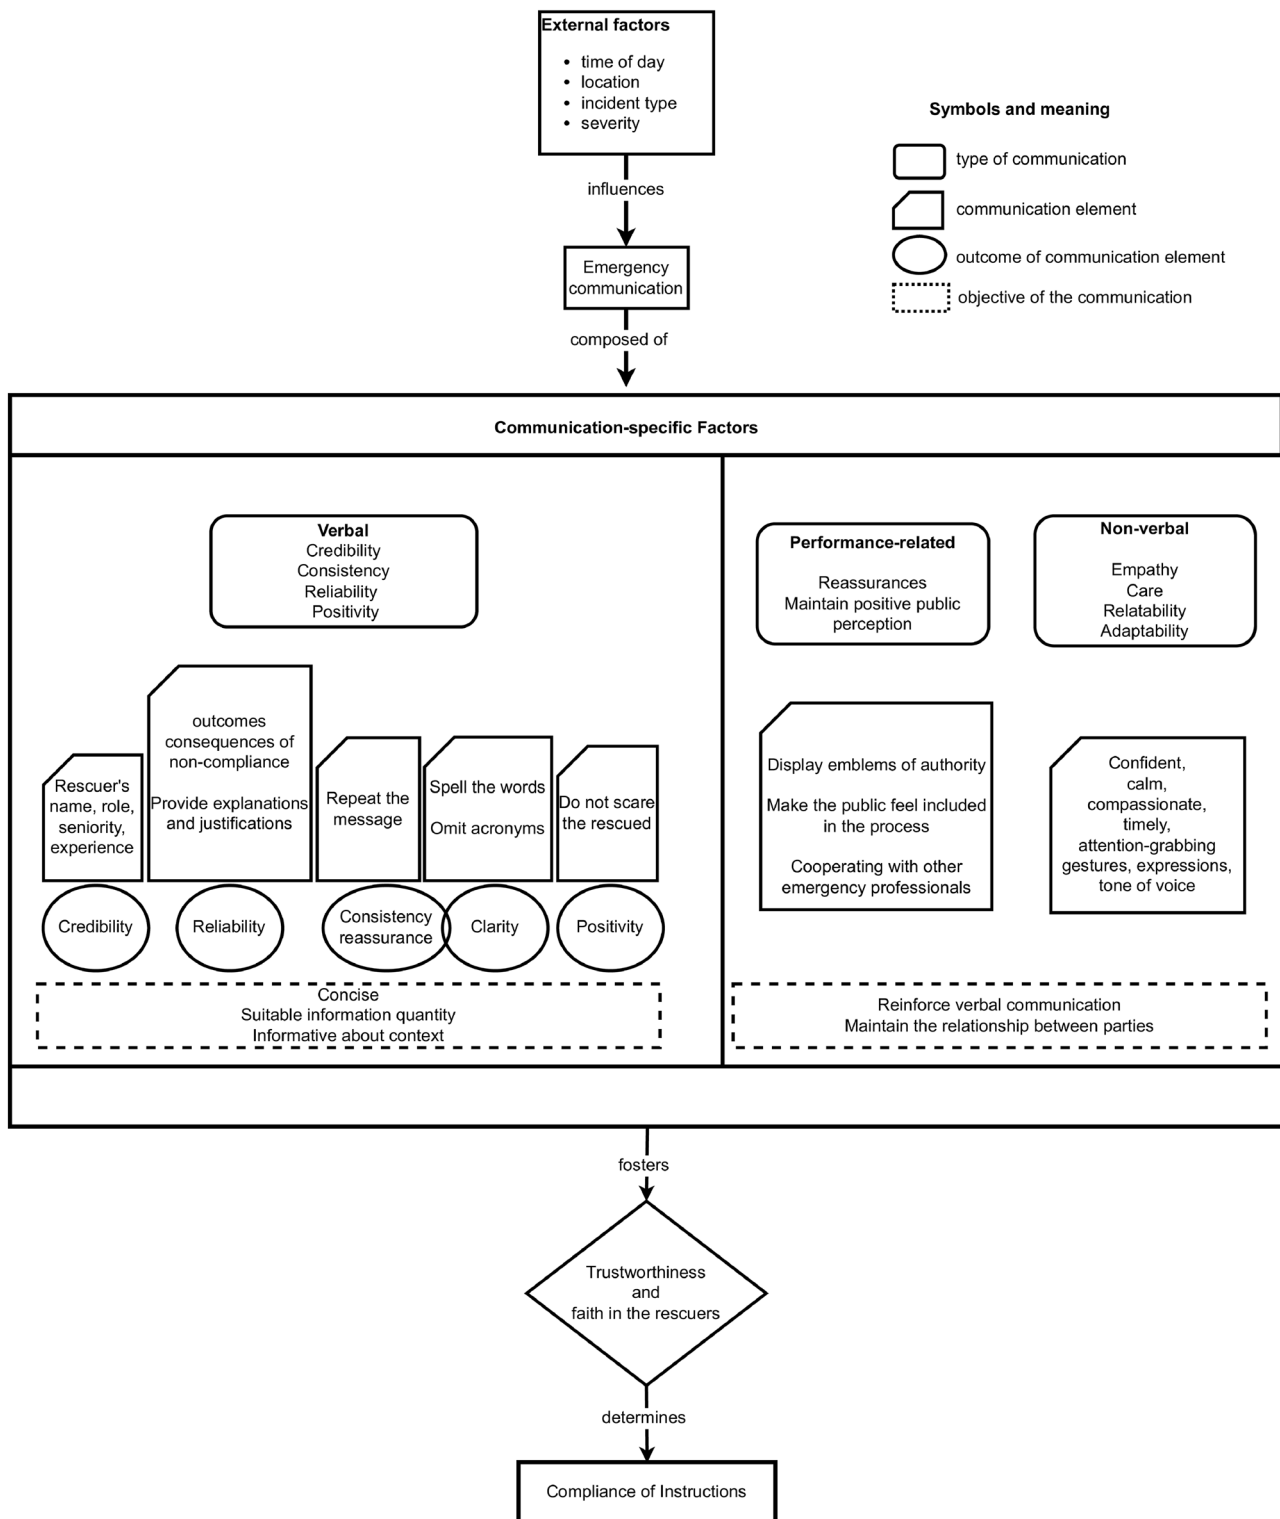 External factors
• time of day
• location
• incident type
• severity
influences
Emergency
communication
composed of
Symbols and meaning
type of communication
communication element
outcome of communication element
objective of the communication
Communication-specific Factors
Verbal
Credibility
Consistency
Reliability
Positivity
Rescuer's
name, role,
seniority,
experience
outcomes
consequences of
non-compliance
Provide explanations
and justifications
Repeat the
message
Spell the words
Omit acronyms
Do not scare
the rescued
Credibility
Reliability
Consistency
reassurance
Clarity
Positivity
Concise
Suitable information quantity
Informative about context
Performance-related
Reassurances
Maintain positive public
perception
Non-verbal
Empathy
Care
Relatability
Adaptability
Display emblems of authority
Make the public feel included
in the process
Cooperating with other
emergency professionals
Confident,
calm,
compassionate,
timely,
attention-grabbing
gestures, expressions,
tone of voice
Reinforce verbal communication
Maintain the relationship between parties
fosters
Trustworthiness
and
faith in the rescuers
determines
Compliance of Instructions